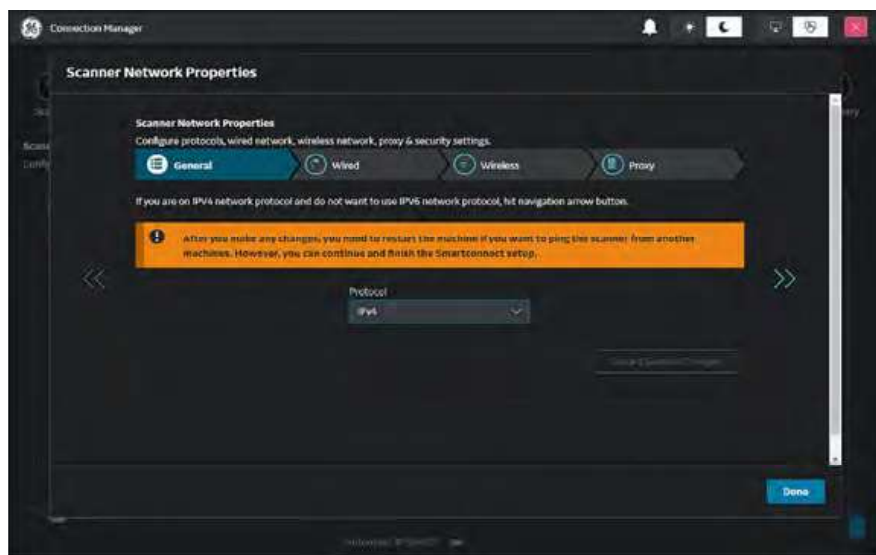 Connection Manager
Scanner Network Properties
Scanner Network Properties
Configure protocols, wired network, wireless network, proxy & security settings.
General
Wired
Wireless
Proxy
If you are on IPV4 network protocol and do not want to use IPV6 network protocol, hit navigation arrow button.
After you make any changes, you need to restart the machine if you want to ping the scanner from another
machines. However, you can continue and finish the Smartconnect setup.
Protocol
IPv4
Done